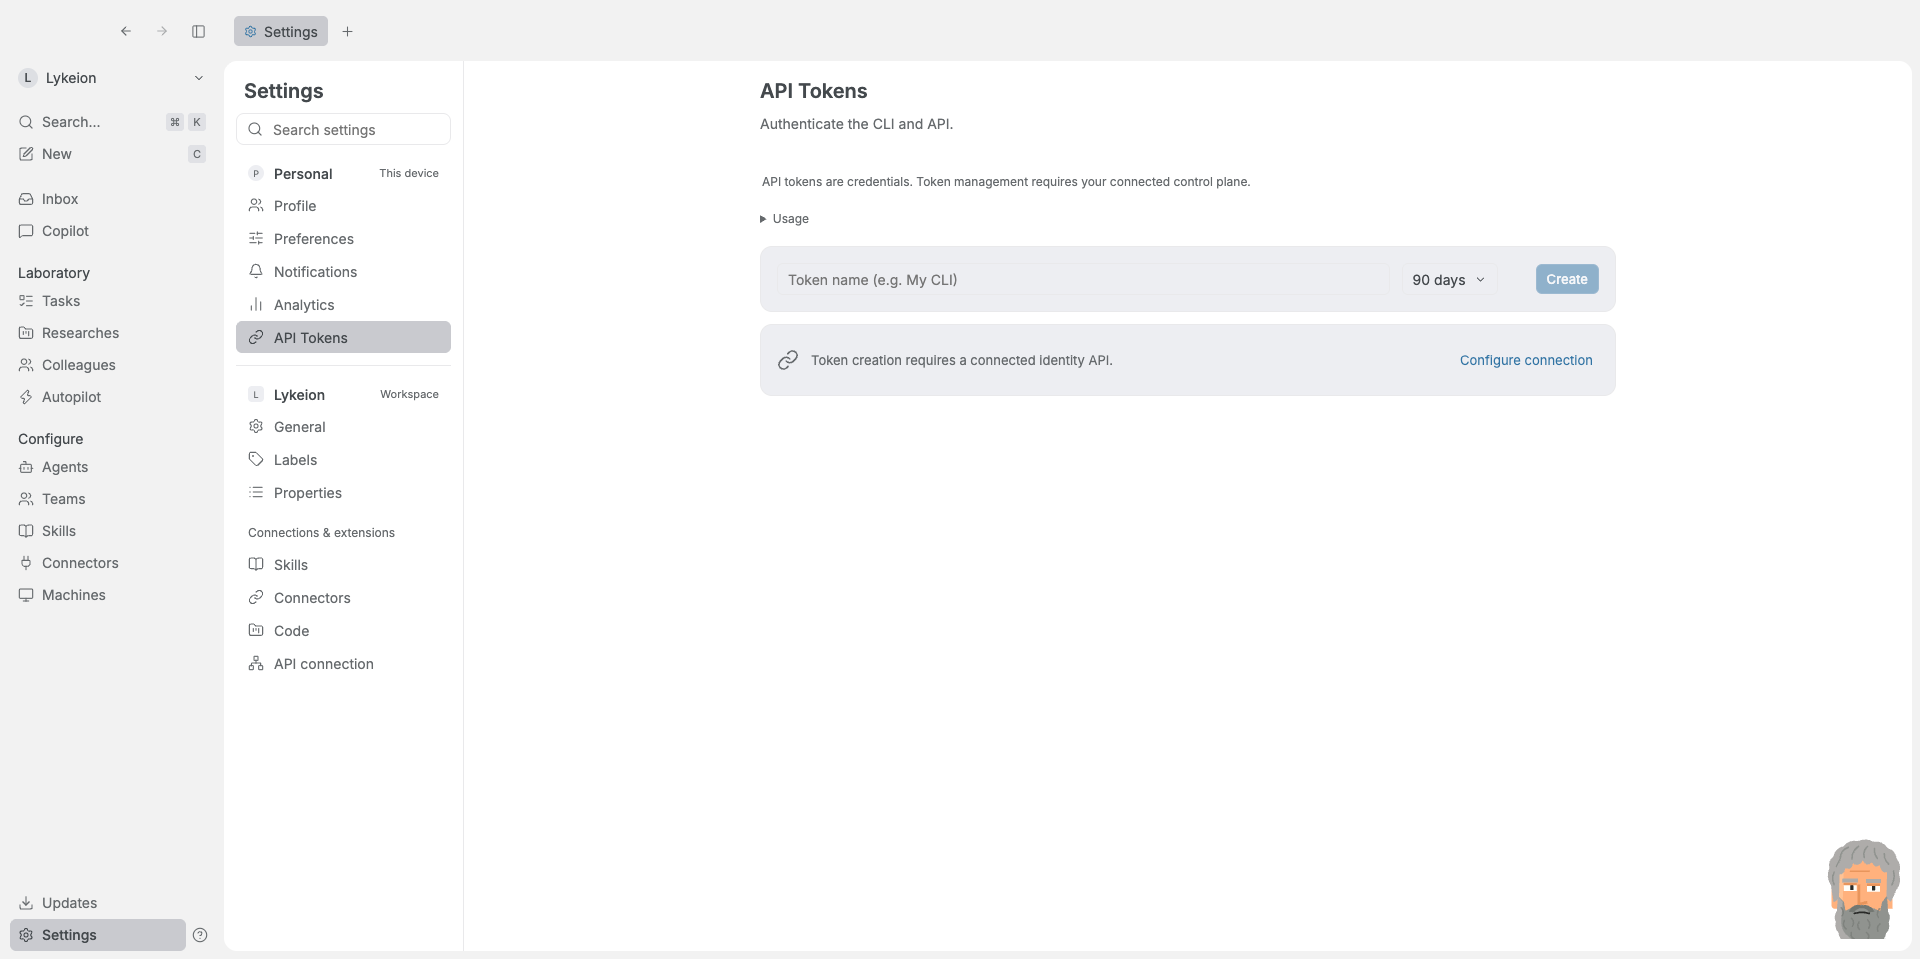 Settings
L Lykeion
Search... ⌘ K
New C
Inbox
Copilot
Laboratory
Tasks
Researches
Colleagues
Autopilot
Configure
Agents
Teams
Skills
Connectors
Machines
Updates
Settings
Settings
Search settings
P Personal This device
Profile
Preferences
Notifications
Analytics
API Tokens
L Lykeion Workspace
General
Labels
Properties
Connections & extensions
Skills
Connectors
Code
API connection
API Tokens
Authenticate the CLI and API.
API tokens are credentials. Token management requires your connected control plane.
Usage
Token name (e.g. My CLI) 90 days Create
Token creation requires a connected identity API. Configure connection